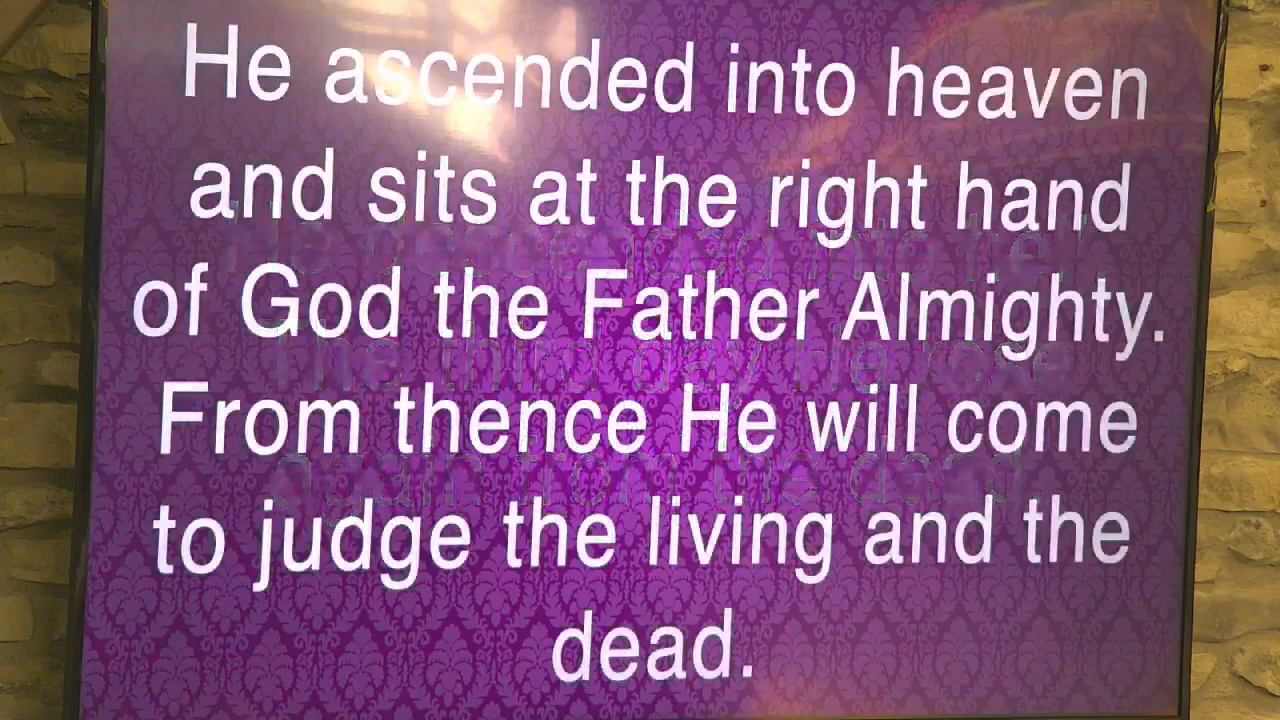 He ascended into heaven
and sits at the right hand
of God the Father Almighty.
From thence He will come
to judge the living and the
dead.